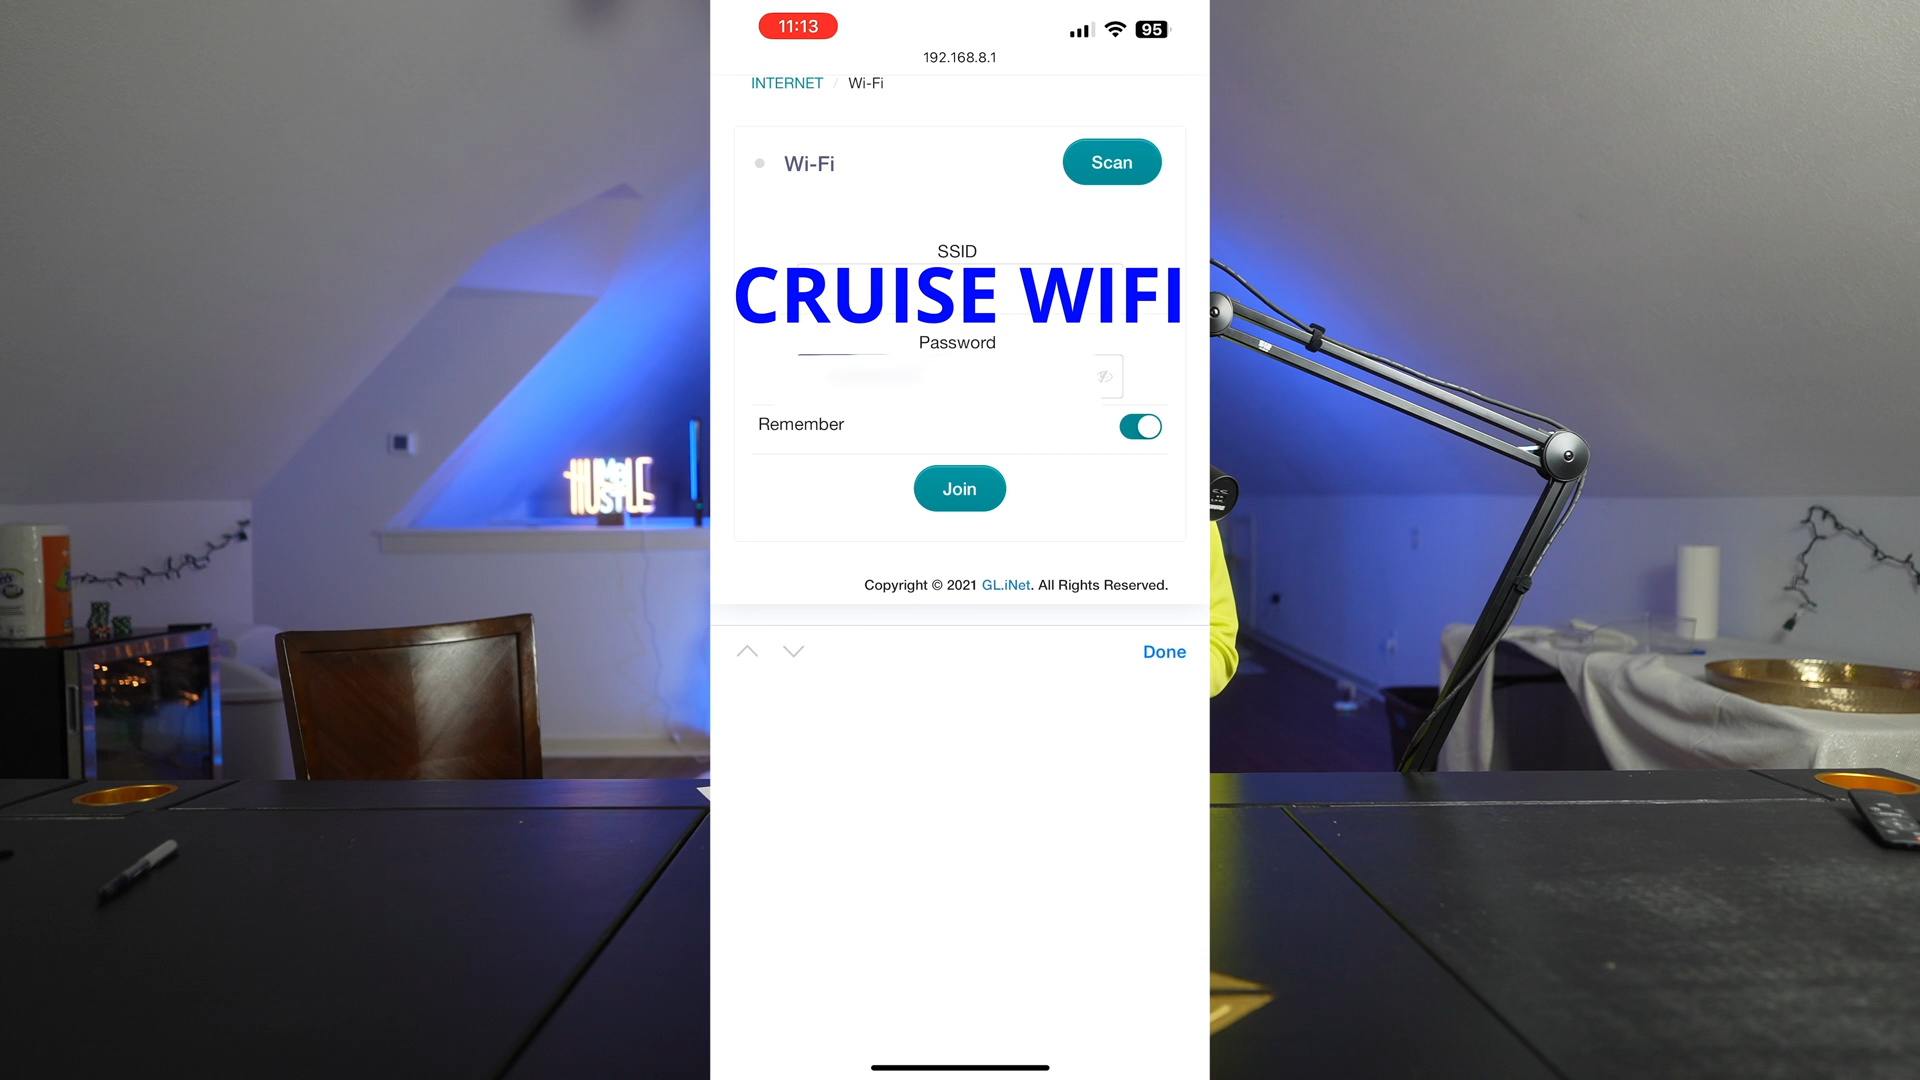 11:13
95
192.168.8.1
INTERNET / Wi-Fi
Wi-Fi
Scan
SSID
CRUISE WIFI
Password
Remember
Join
Copyright © 2021 GL.iNet. All Rights Reserved.
Done
HUSTLE